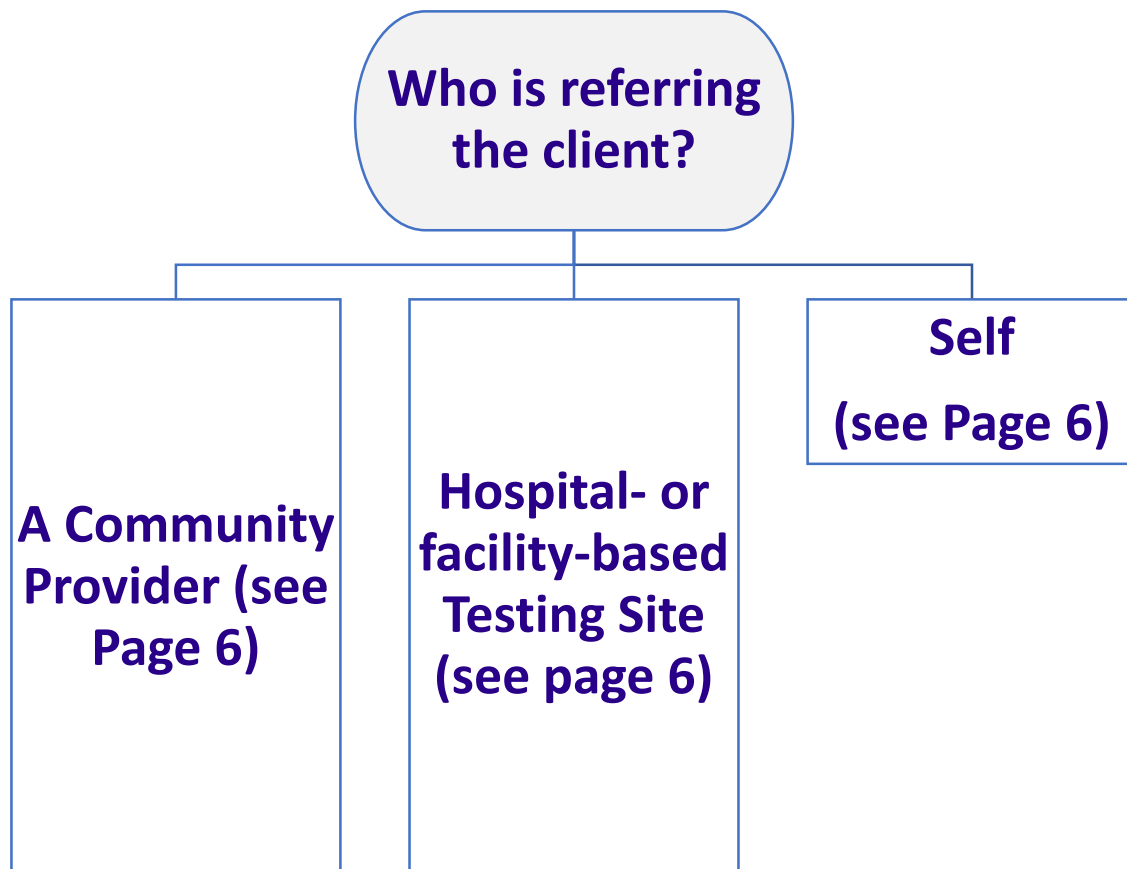 Who is referring
the client?
A Community
Provider (see
Page 6)
Hospital- or
facility-based
Testing Site
(see page 6)
Self
(see Page 6)